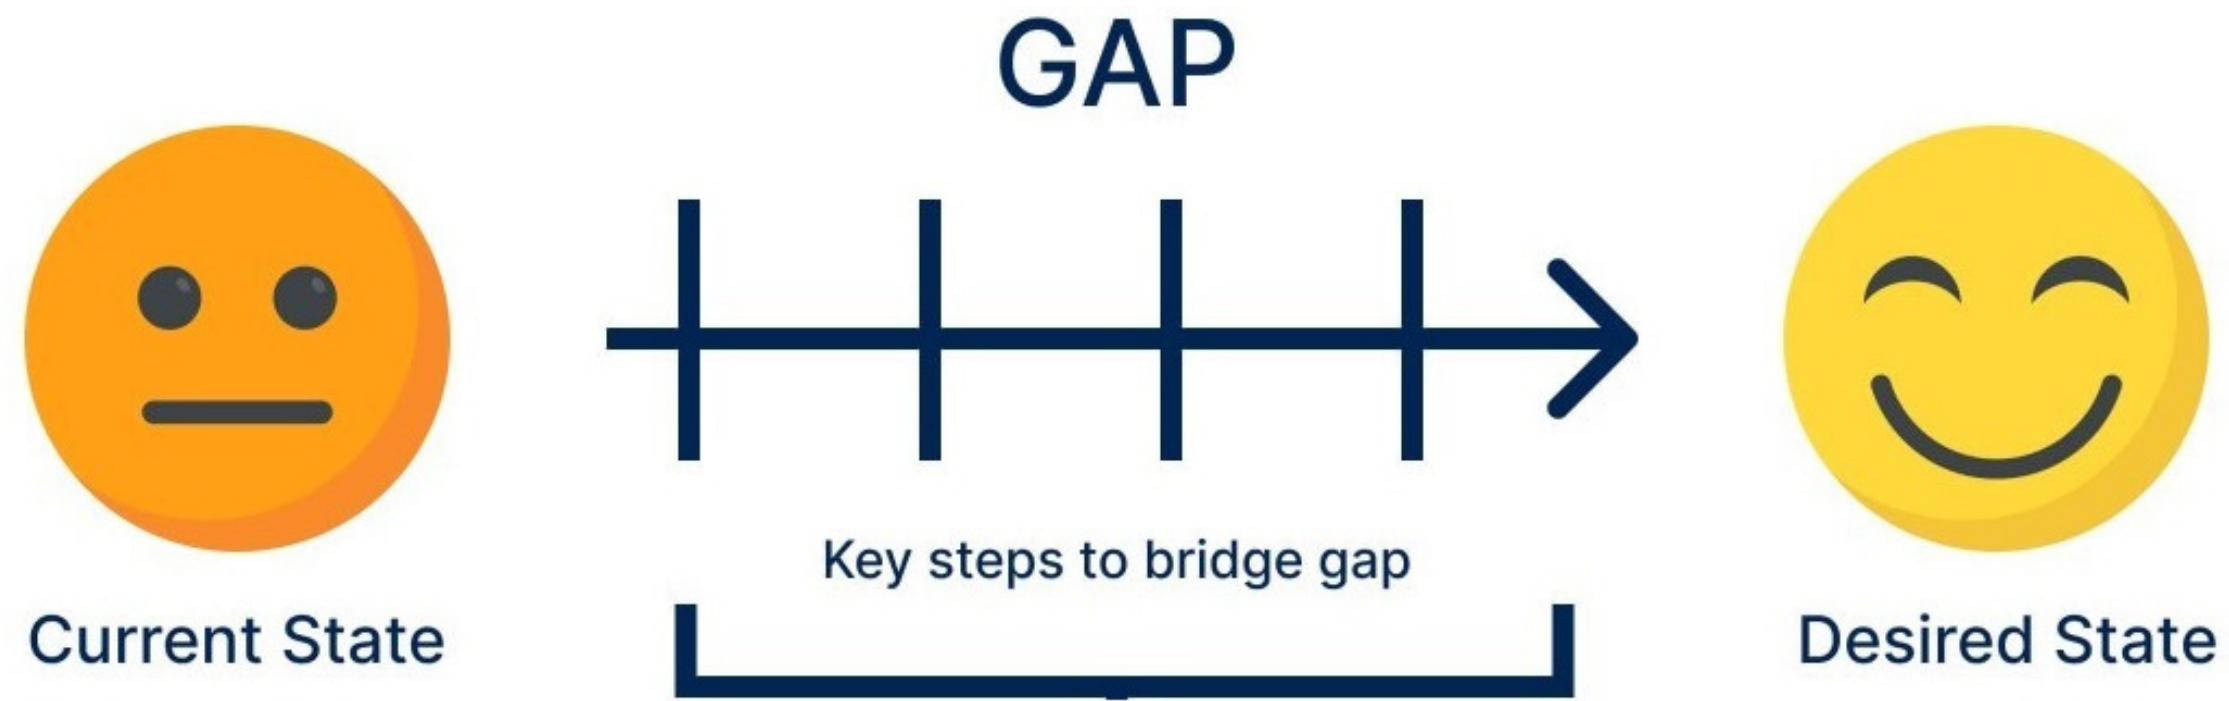 GAP
Key steps to bridge gap
Current State
Desired State